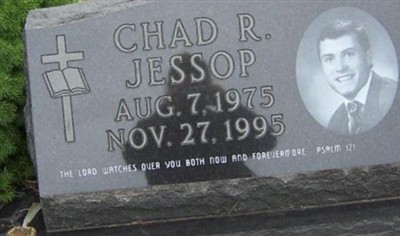 CHAD R.
JESSOP
AUG. 7, 1975
NOV. 27, 1995
THE LORD WATCHES OVER YOU BOTH NOW AND FOREVERMORE. PSALM 121